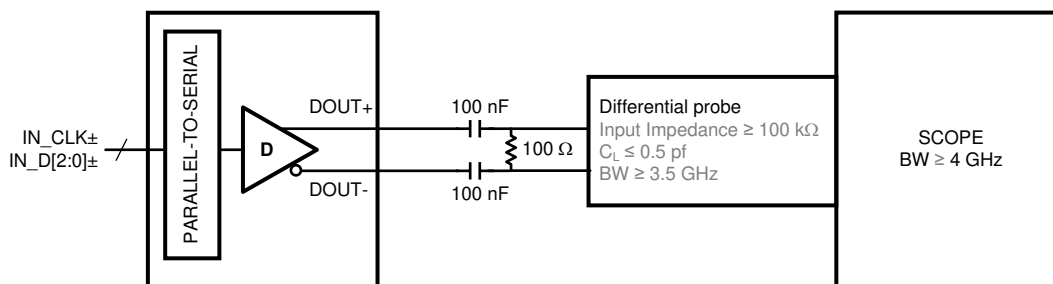 IN_CLK±
IN_D[2:0]±
PARALLEL-TO-SERIAL
D
DOUT+
DOUT-
100 nF
100 Ω
100 nF
Differential probe
Input Impedance ≥ 100 kΩ
CL ≤ 0.5 pf
BW ≥ 3.5 GHz
SCOPE
BW ≥ 4 GHz